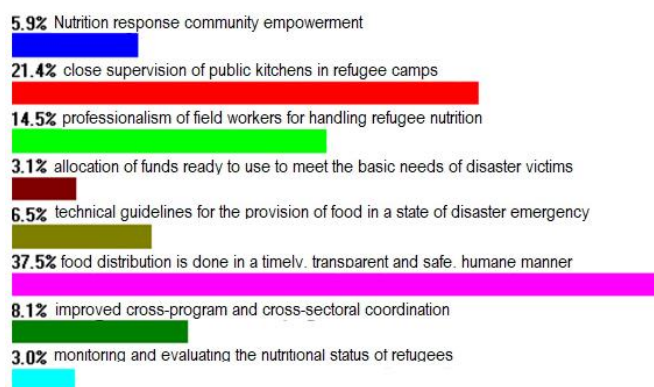 5.9% Nutrition response community empowerment
21.4% close supervision of public kitchens in refugee camps
14.5% professionalism of field workers for handling refugee nutrition
3.1% allocation of funds ready to use to meet the basic needs of disaster victims
6.5% technical guidelines for the provision of food in a state of disaster emergency
37.5% food distribution is done in a timely, transparent and safe, humane manner
8.1% improved cross-program and cross-sectoral coordination
3.0% monitoring and evaluating the nutritional status of refugees